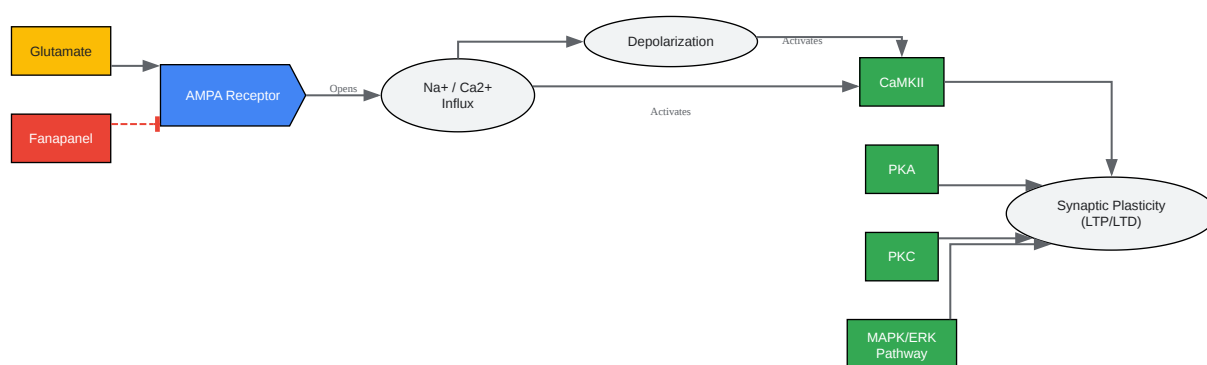 Glutamate
Fanapanel
AMPA Receptor
Opens
Na+ / Ca2+
Influx
Depolarization
Activates
Activates
CaMKII
PKA
PKC
MAPK/ERK
Pathway
Synaptic Plasticity
(LTP/LTD)